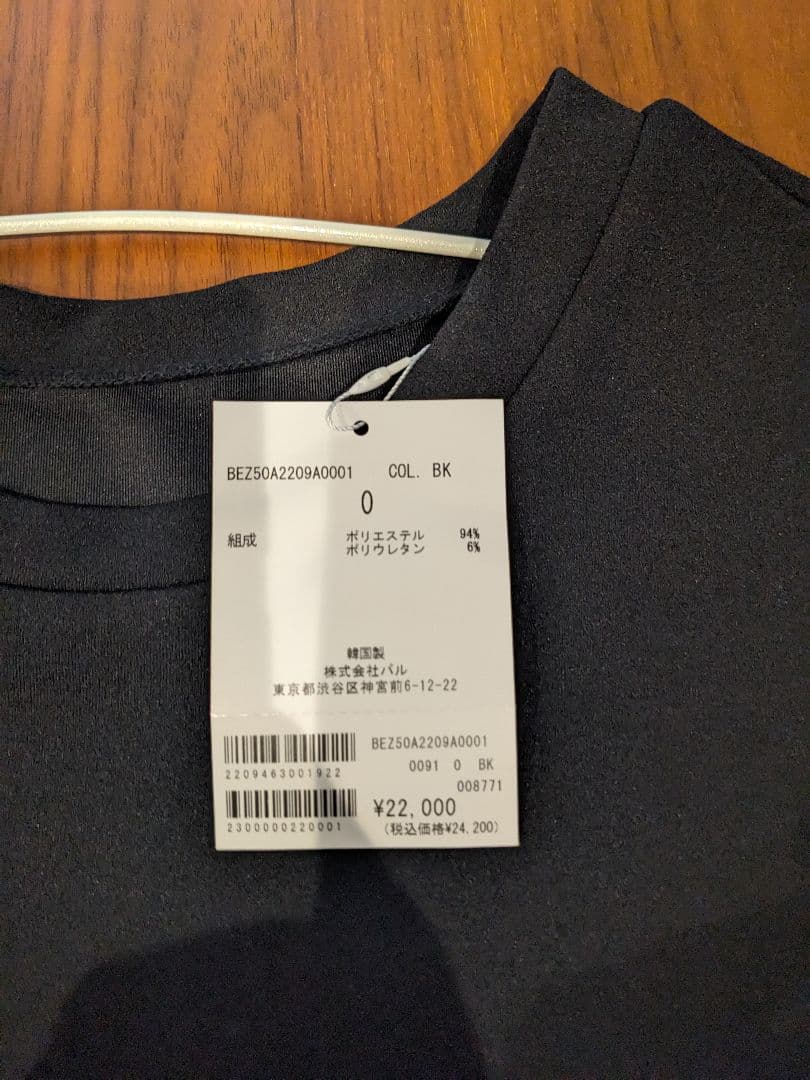 BEZ50A2209A0001 COL. BK
0
組成 ポリエステル 94%
ポリウレタン 6%
韓国製
株式会社パル
東京都渋谷区神宮前6-12-22
BEZ50A2209A0001
0091 0 BK
2209463001922
008771
¥22,000
2300000220001
(税込価格¥24,200)